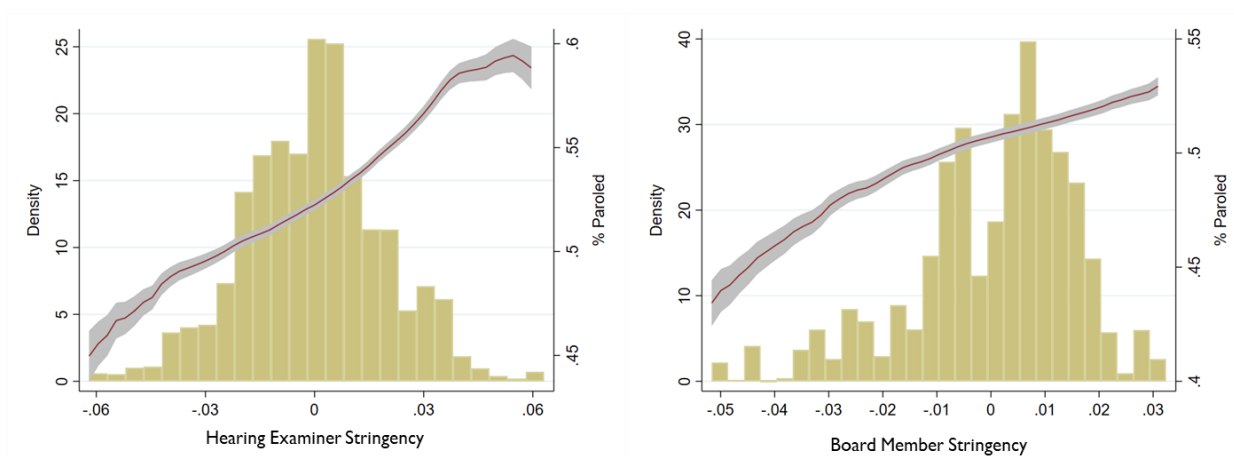 25
20
15
10
5
0
Density
.6
.55
.5
.45
% Paroled
-.06 -.03 0 .03 .06
Hearing Examiner Stringency
40
30
20
10
0
Density
.55
.5
.45
.4
% Paroled
-.05 -.04 -.03 -.02 -.01 0 .01 .02 .03
Board Member Stringency